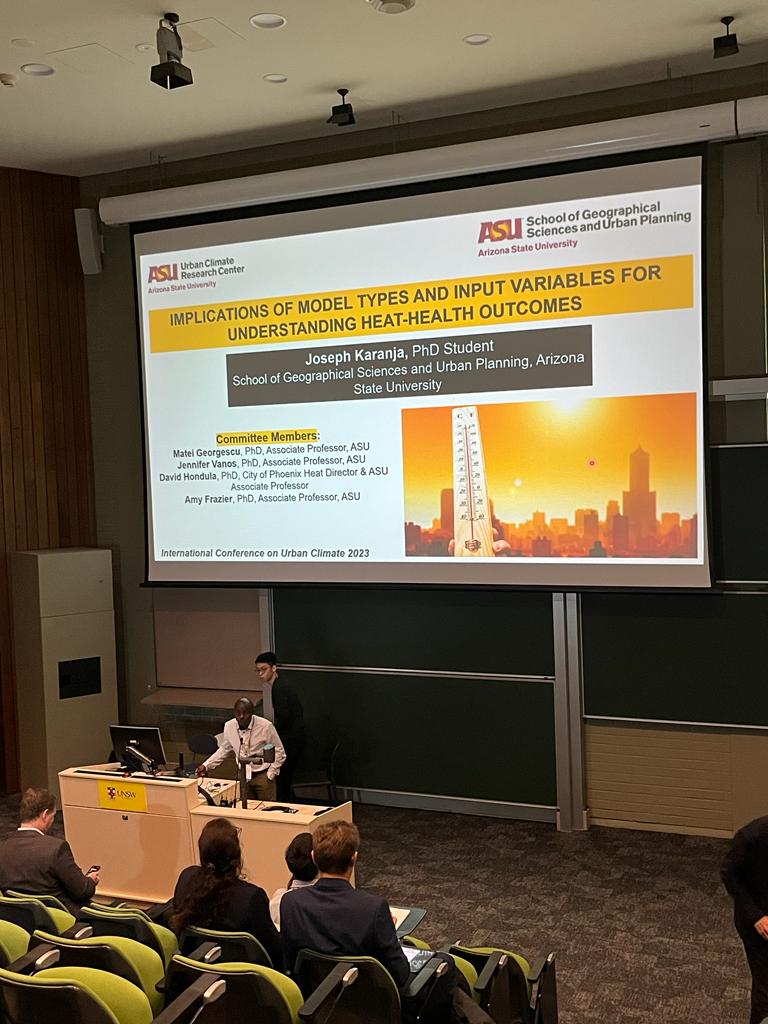 ASU Urban Climate
Research Center
Arizona State University
ASU School of Geographical
Sciences and Urban Planning
Arizona State University
IMPLICATIONS OF MODEL TYPES AND INPUT VARIABLES FOR
UNDERSTANDING HEAT-HEALTH OUTCOMES
Joseph Karanja, PhD Student
School of Geographical Sciences and Urban Planning, Arizona
State University
Committee Members:
Matei Georgescu, PhD, Associate Professor, ASU
Jennifer Vanos, PhD, Associate Professor, ASU
David Hondula, PhD, City of Phoenix Heat Director & ASU
Associate Professor
Amy Frazier, PhD, Associate Professor, ASU
C F
International Conference on Urban Climate 2023
UNSW